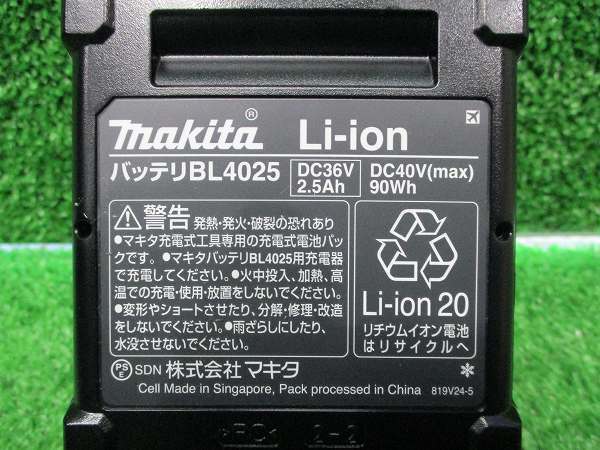 makita® Li-ion
バッテリBL4025 DC36V 2.5Ah DC40V(max) 90Wh
⚠警告 発熱・発火・破裂の恐れあり
●マキタ充電式工具専用の充電式電池パッ
クです。●マキタバッテリBL4025用充電器
で充電してください。●火中投入、加熱、高
温での充電・使用・放置をしないでください。
●変形やショートさせたり、分解・修理・改造
をしないでください。●雨ざらしにしたり、
水没させないでください。
Li-ion 20
リチウムイオン電池
はリサイクルへ
PSE SDN 株式会社マキタ
Cell Made in Singapore, Pack processed in China 819V24-5
>PC< 2-2